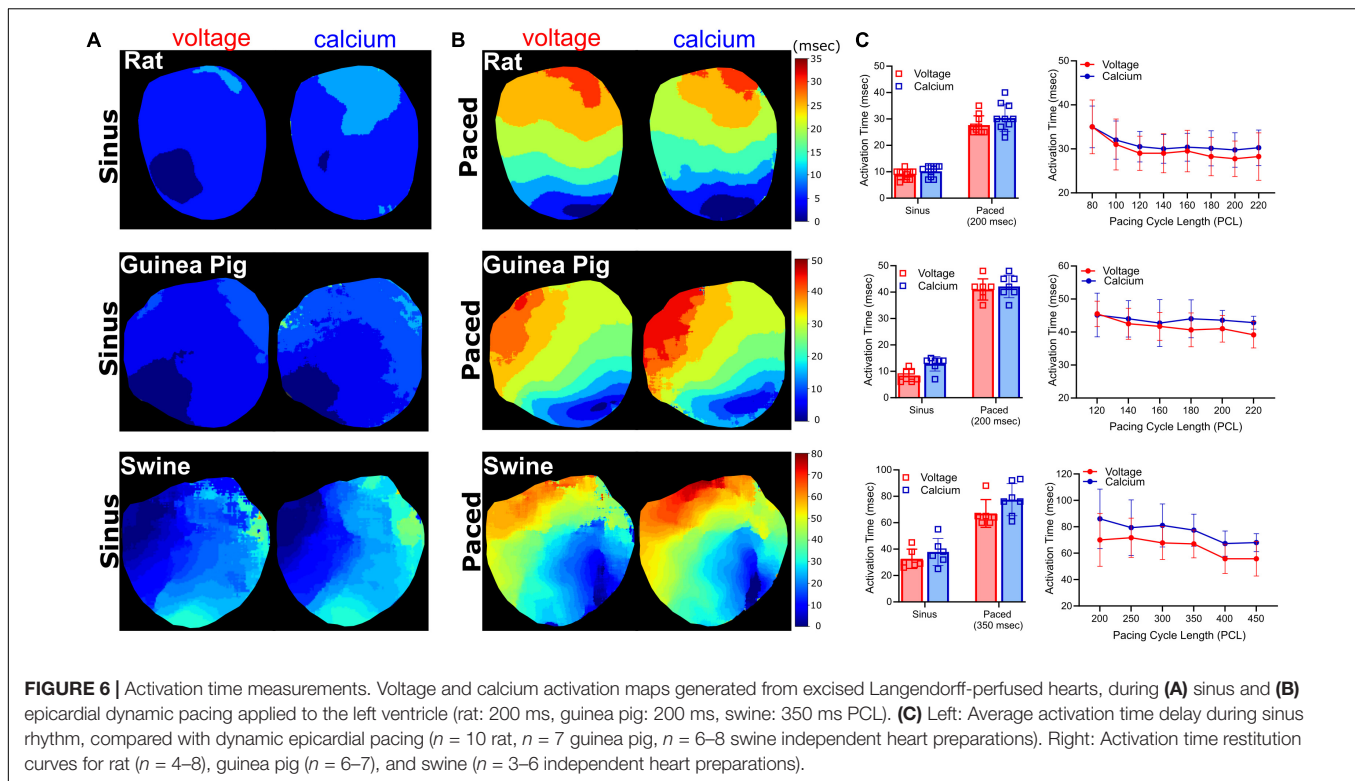 A
voltage
calcium
Rat
Sinus
Guinea Pig
Sinus
Swine
Sinus
B
voltage
calcium
(msec)
Rat
Paced
35
30
25
20
15
10
5
0
Guinea Pig
Paced
50
40
30
20
10
0
Swine
Paced
80
70
60
50
40
30
20
10
0
C
Voltage
Calcium
Activation Time (msec)
50
40
30
20
10
0
Sinus
Paced
(200 msec)
Voltage
Calcium
Activation Time (msec)
50
40
30
20
80 100 120 140 160 180 200 220
Pacing Cycle Length (PCL)
Voltage
Calcium
Activation Time (msec)
50
40
30
20
10
0
Sinus
Paced
(200 msec)
Voltage
Calcium
Activation Time (msec)
60
50
40
30
20
120 140 160 180 200 220
Pacing Cycle Length (PCL)
Voltage
Calcium
Activation Time (msec)
100
80
60
40
20
0
Sinus
Paced
(350 msec)
Voltage
Calcium
Activation Time (msec)
120
100
80
60
40
20
200 250 300 350 400 450
Pacing Cycle Length (PCL)
FIGURE 6 | Activation time measurements. Voltage and calcium activation maps generated from excised Langendorff-perfused hearts, during (A) sinus and (B)
epicardial dynamic pacing applied to the left ventricle (rat: 200 ms, guinea pig: 200 ms, swine: 350 ms PCL). (C) Left: Average activation time delay during sinus
rhythm, compared with dynamic epicardial pacing (n = 10 rat, n = 7 guinea pig, n = 6–8 swine independent heart preparations). Right: Activation time restitution
curves for rat (n = 4–8), guinea pig (n = 6–7), and swine (n = 3–6 independent heart preparations).